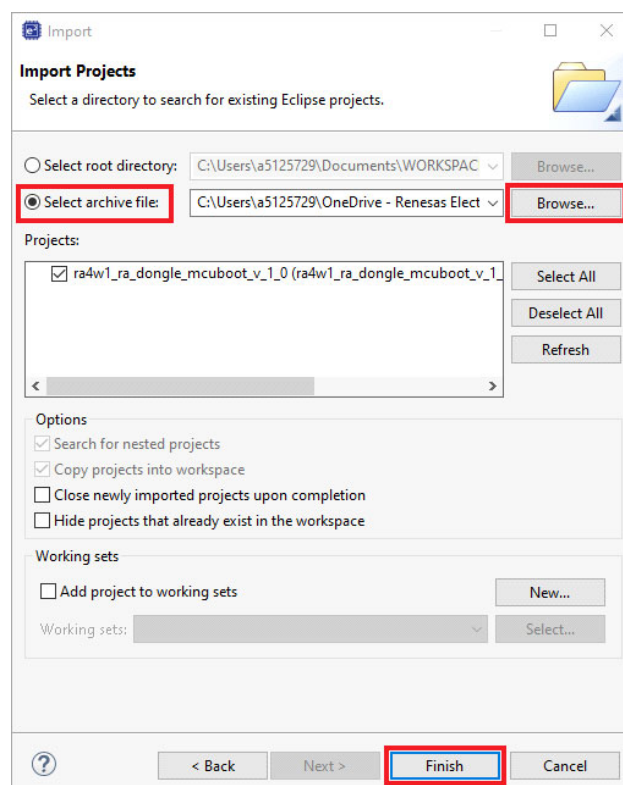 Import
Import Projects
Select a directory to search for existing Eclipse projects.
Select root directory: C:\Users\a5125729\Documents\WORKSPAC Browse...
Select archive file: C:\Users\a5125729\OneDrive - Renesas Elect Browse...
Projects:
ra4w1_ra_dongle_mcuboot_v_1_0 (ra4w1_ra_dongle_mcuboot_v_1_
Select All
Deselect All
Refresh
Options
Search for nested projects
Copy projects into workspace
Close newly imported projects upon completion
Hide projects that already exist in the workspace
Working sets
Add project to working sets New...
Working sets: Select...
? < Back Next > Finish Cancel